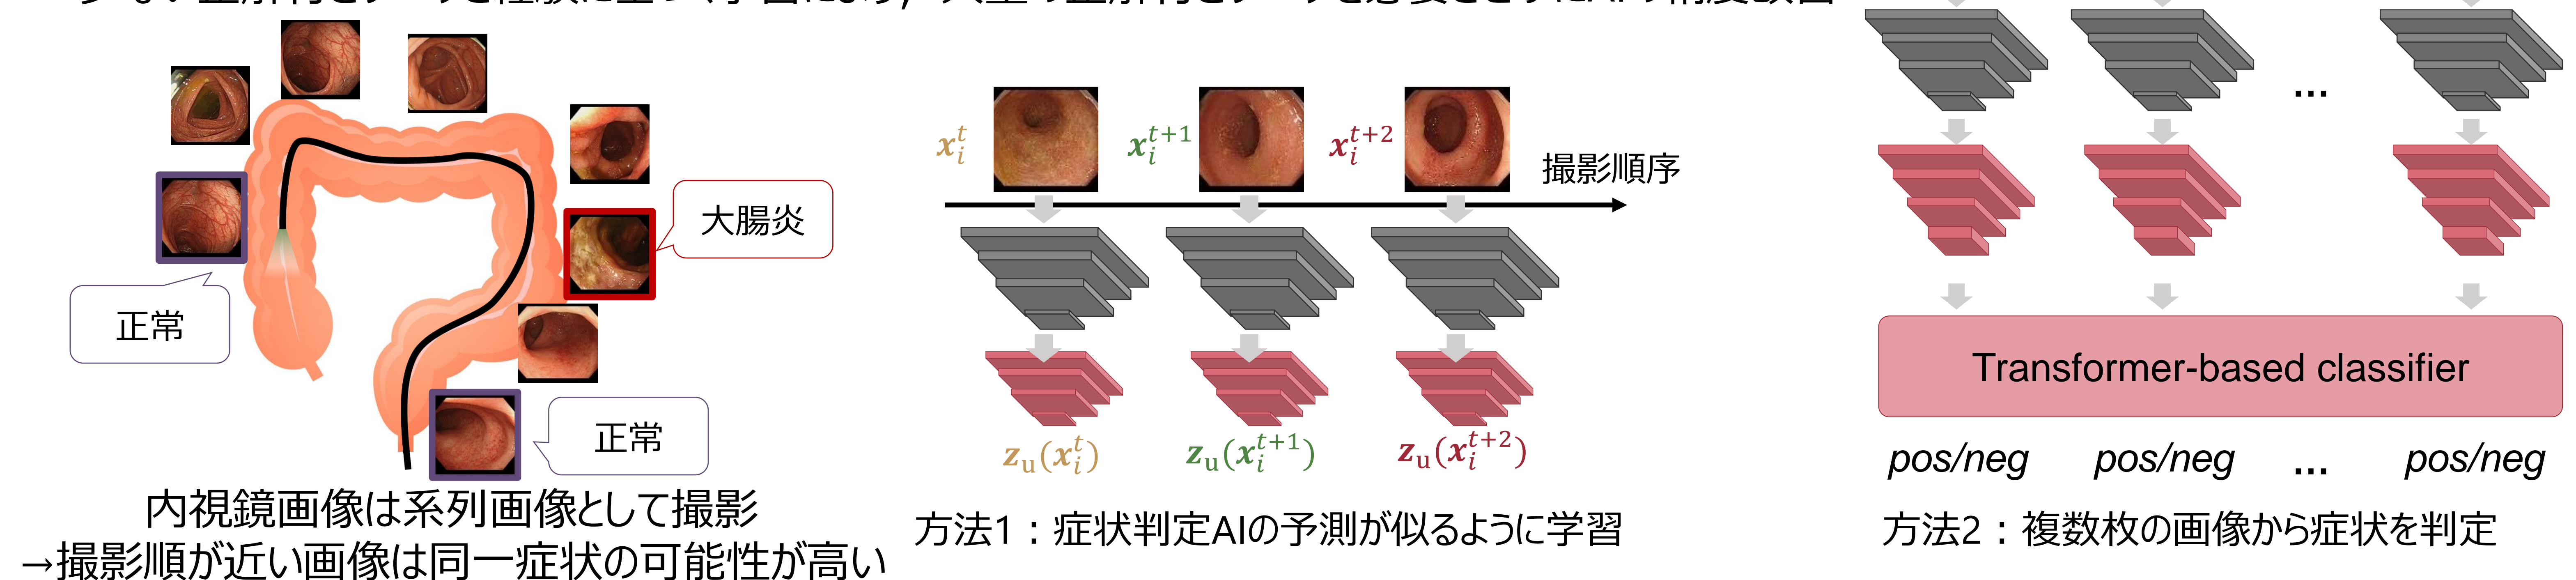 大腸炎
正常
正常
内視鏡画像は系列画像として撮影
→撮影順が近い画像は同一症状の可能性が高い
x_i^t
x_i^{t+1}
x_i^{t+2}
撮影順序
z_u(x_i^t)
z_u(x_i^{t+1})
z_u(x_i^{t+2})
方法1：症状判定AIの予測が似るように学習
...
Transformer-based classifier
pos/neg pos/neg ... pos/neg
方法2：複数枚の画像から症状を判定